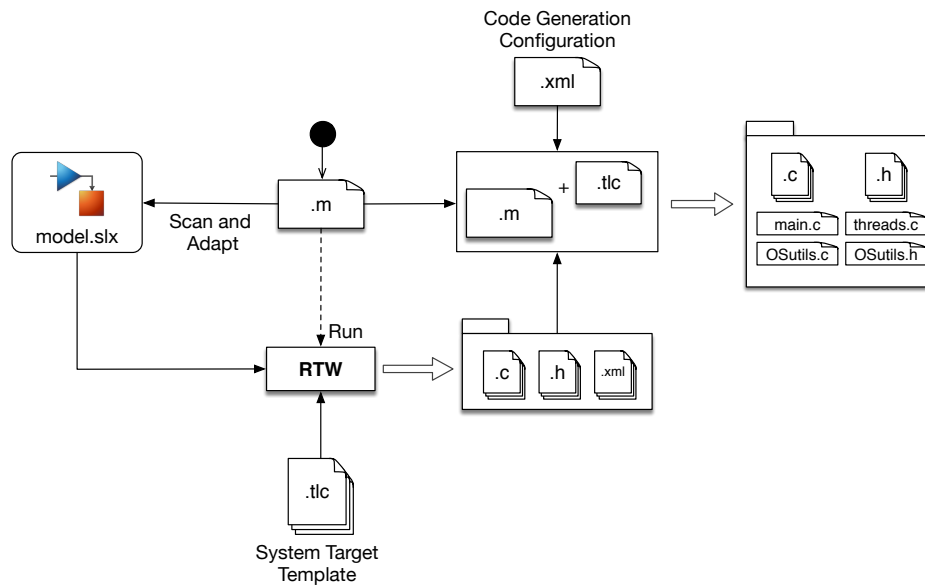 Code Generation
Configuration
.xml
model.slx
Scan and
Adapt
.m
.m
+
.tlc
.c
.h
main.c
threads.c
OSutils.c
OSutils.h
Run
RTW
.c
.h
.xml
.tlc
System Target
Template